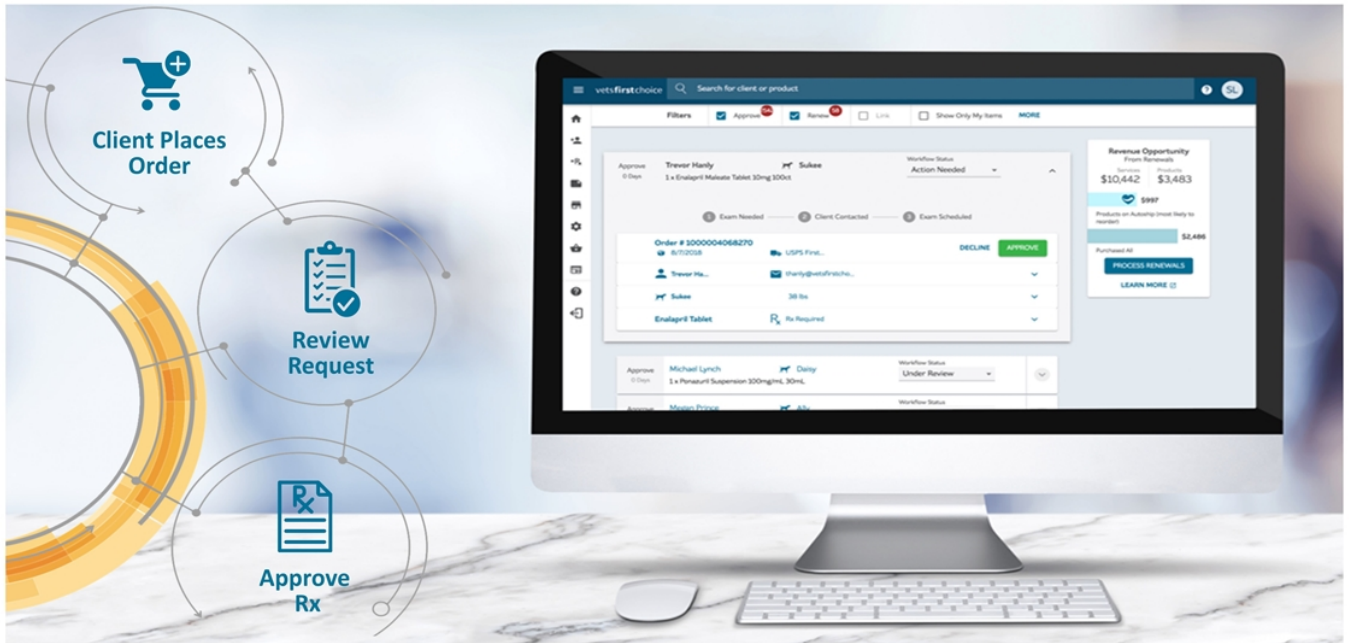 Client Places
Order
Review
Request
Approve
Rx
vetsfirstchoice
Search for client or product
SL
Filters
Approve
Renew
58
Link
Show Only My Items
MORE
Approve
0 Days
Trevor Hanly
Sukee
1 x Enalapril Maleate Tablet 10mg 100ct
Workflow Status
Action Needed
1 Exam Needed
2 Client Contacted
3 Exam Scheduled
Order # 1000004068270
8/7/2018
USPS First...
DECLINE
APPROVE
Trevor Ha...
thanly@vetsfirstcho...
Sukee
38 lbs
Enalapril Tablet
Rx Required
Approve
0 Days
Michael Lynch
Daisy
1 x Ponazuril Suspension 100mg/mL 30mL
Workflow Status
Under Review
Approve
Megan Prince
Ally
Workflow Status
Revenue Opportunity
From Renewals
Services
Products
$10,442
$3,483
$997
Products on Autoship (most likely to
reorder)
$2,486
Purchased All
PROCESS RENEWALS
LEARN MORE